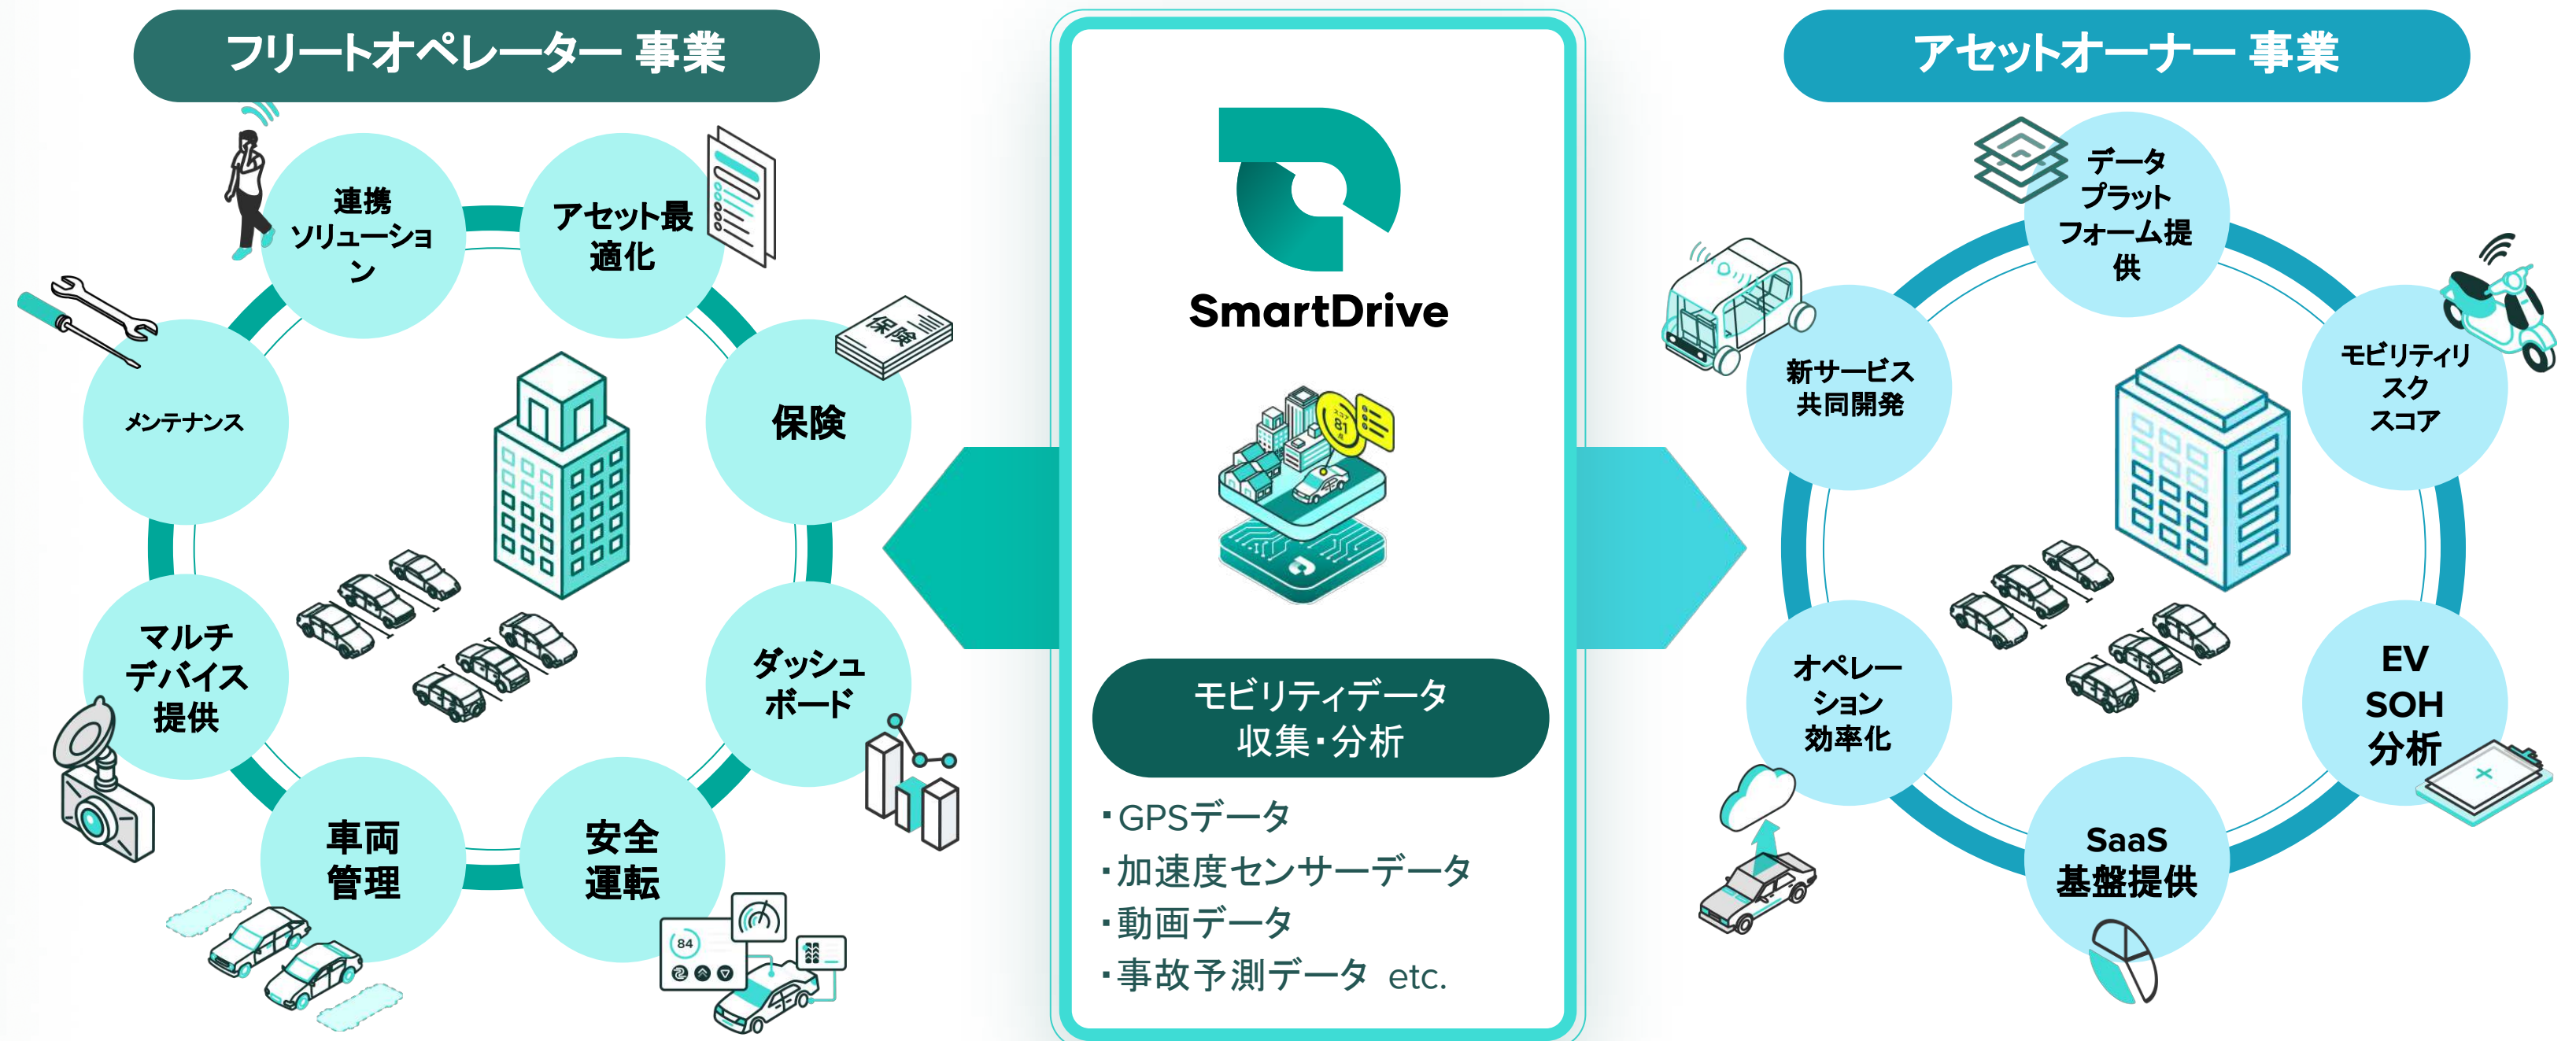 フリートオペレーター 事業
連携
ソリューショ
ン
アセット最
適化
保険
保険
メンテナンス
マルチ
デバイス
提供
ダッシュ
ボード
車両
管理
安全
運転
84
SmartDrive
スコア
81
点
モビリティデータ
収集・分析
・GPSデータ
・加速度センサーデータ
・動画データ
・事故予測データ etc.
アセットオーナー 事業
データ
プラット
フォーム提
供
新サービス
共同開発
モビリティリ
スク
スコア
オペレー
ション
効率化
EV
SOH
分析
SaaS
基盤提供